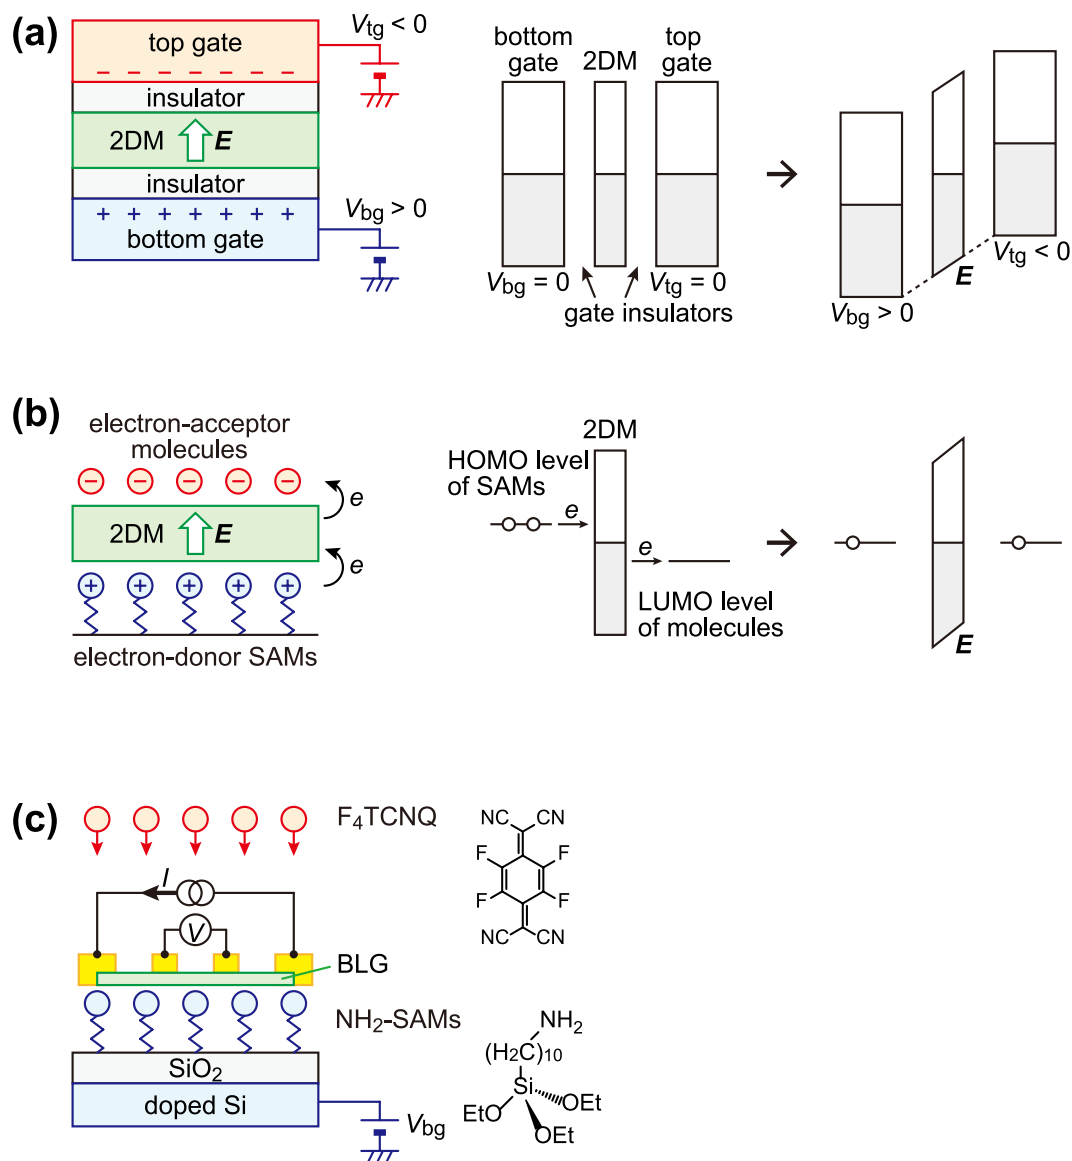 (a)
top gate
− − − − − − −
insulator
2DM E
insulator
+ + + + + + +
bottom gate
Vtg < 0
Vbg > 0
bottom gate
2DM
top gate
Vbg = 0
Vtg = 0
gate insulators
Vbg > 0
E
Vtg < 0
(b)
electron-acceptor
molecules
− − − − −
e
2DM E
e
+ + + + +
electron-donor SAMs
2DM
HOMO level
of SAMs
e
e
LUMO level
of molecules
E
(c)
F4TCNQ
NC CN
F F
F F
NC CN
I
V
BLG
NH2-SAMs
SiO2
doped Si
Vbg
NH2
(H2C)10
Si
EtO OEt
OEt